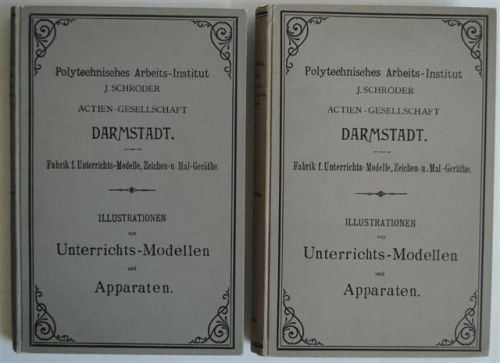 Polytechnisches Arbeits-Institut
J. SCHRÖDER
ACTIEN-GESELLSCHAFT
DARMSTADT.
Fabrik f. Unterrichts-Modelle, Zeichen- u. Mal-Geräthe.
ILLUSTRATIONEN
von
Unterrichts-Modellen
und
Apparaten.
Polytechnisches Arbeits-Institut
J. SCHRÖDER
ACTIEN-GESELLSCHAFT
DARMSTADT.
Fabrik f. Unterrichts-Modelle, Zeichen- u. Mal-Geräthe.
ILLUSTRATIONEN
von
Unterrichts-Modellen
und
Apparaten.